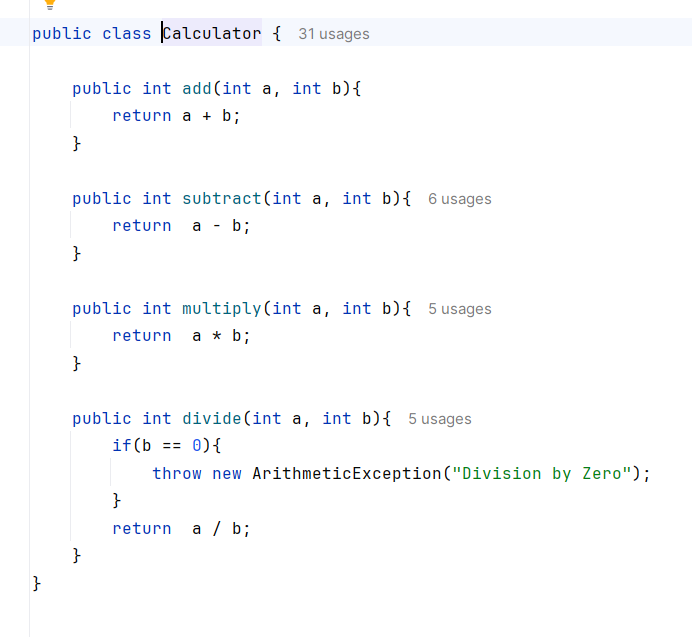 public class Calculator {  31 usages
    public int add(int a, int b){
        return a + b;
    }
    public int subtract(int a, int b){  6 usages
        return  a - b;
    }
    public int multiply(int a, int b){  5 usages
        return  a * b;
    }
    public int divide(int a, int b){  5 usages
        if(b == 0){
            throw new ArithmeticException("Division by Zero");
        }
        return  a / b;
    }
}